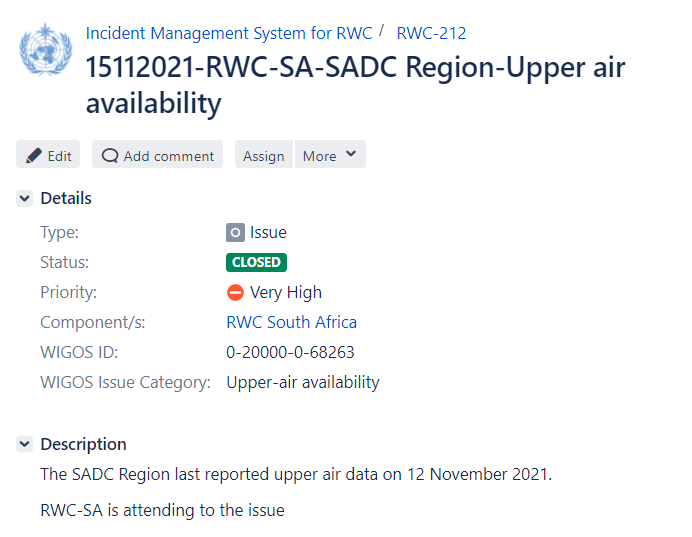 Incident Management System for RWC / RWC-212
15112021-RWC-SA-SADC Region-Upper air
availability
Edit Add comment Assign More
Details
Type: Issue
Status: CLOSED
Priority: Very High
Component/s: RWC South Africa
WIGOS ID: 0-20000-0-68263
WIGOS Issue Category: Upper-air availability
Description
The SADC Region last reported upper air data on 12 November 2021.
RWC-SA is attending to the issue